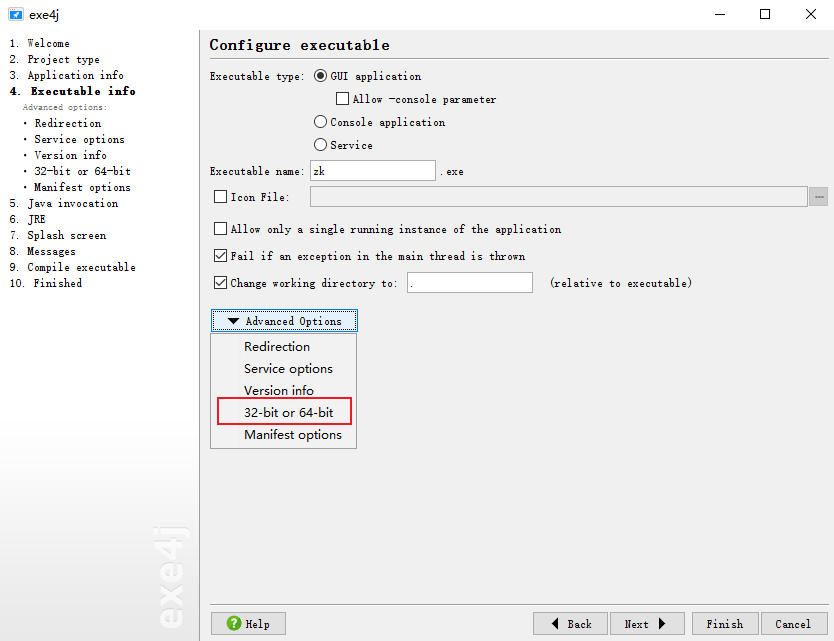 exe4j
1. Welcome
2. Project type
3. Application info
4. Executable info
Advanced options:
• Redirection
• Service options
• Version info
• 32-bit or 64-bit
• Manifest options
5. Java invocation
6. JRE
7. Splash screen
8. Messages
9. Compile executable
10. Finished
exe4j
Configure executable
Executable type: GUI application
Allow -console parameter
Console application
Service
Executable name: zk .exe
Icon File: ...
Allow only a single running instance of the application
Fail if an exception in the main thread is thrown
Change working directory to: . (relative to executable)
Advanced Options
Redirection
Service options
Version info
32-bit or 64-bit
Manifest options
? Help Back Next Finish Cancel